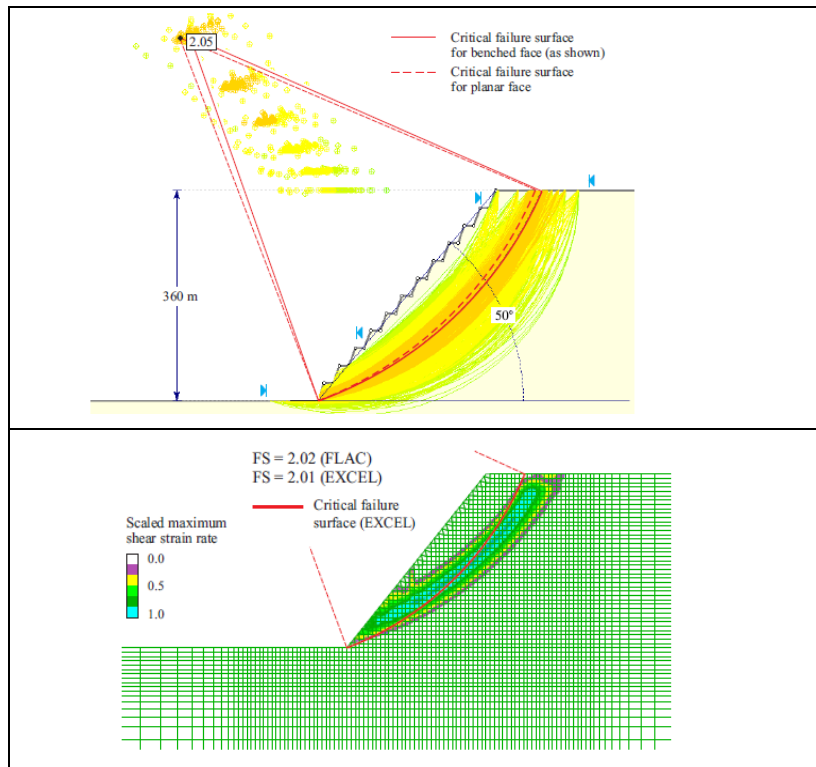 2.05
Critical failure surface
for benched face (as shown)
Critical failure surface
for planar face
360 m
50º
FS = 2.02 (FLAC)
FS = 2.01 (EXCEL)
Critical failure
surface (EXCEL)
Scaled maximum
shear strain rate
0.0
0.5
1.0